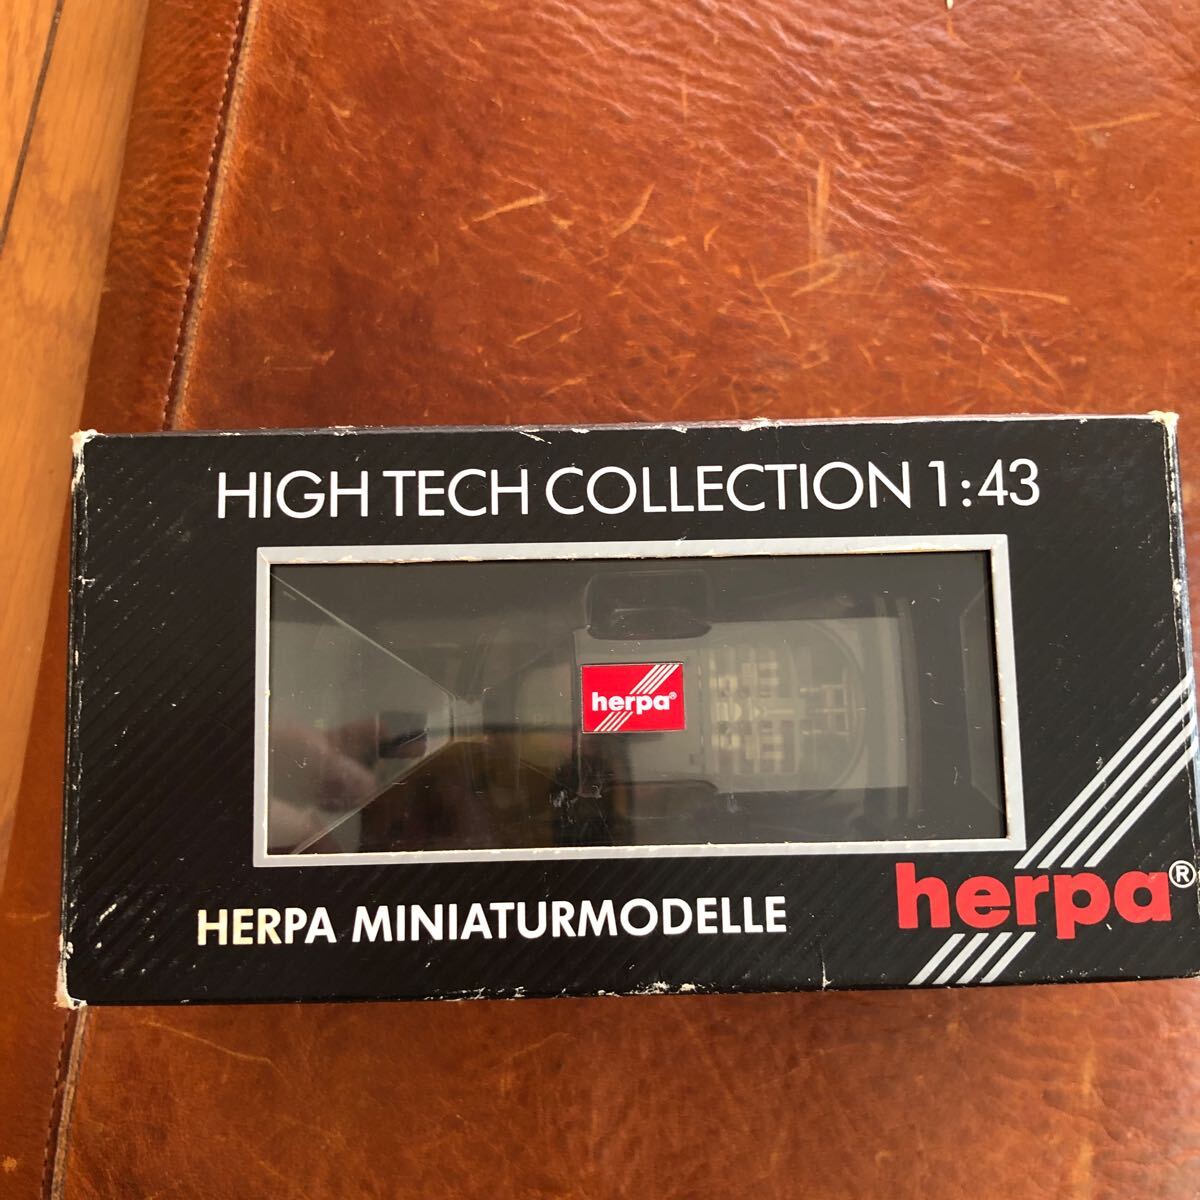 HIGH TECH COLLECTION 1:43
herpa®
HERPA MINIATURMODELLE
herpa®